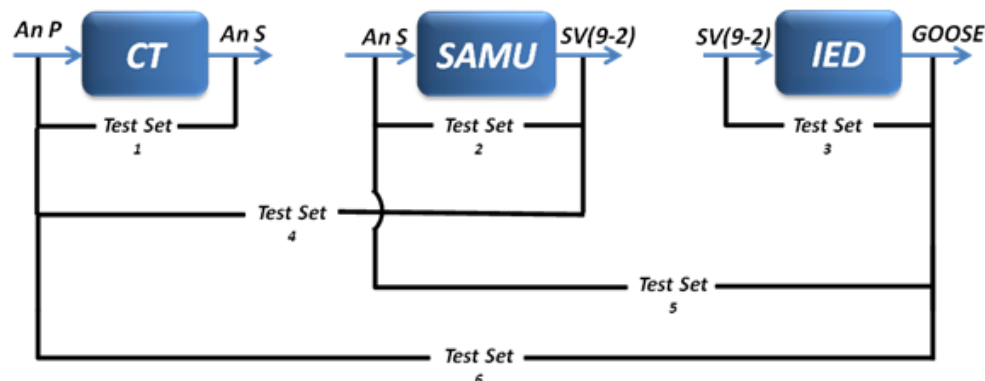 An P
CT
An S
An S
SAMU
SV(9-2)
SV(9-2)
IED
GOOSE
Test Set
1
Test Set
2
Test Set
3
Test Set
4
Test Set
5
Test Set
6